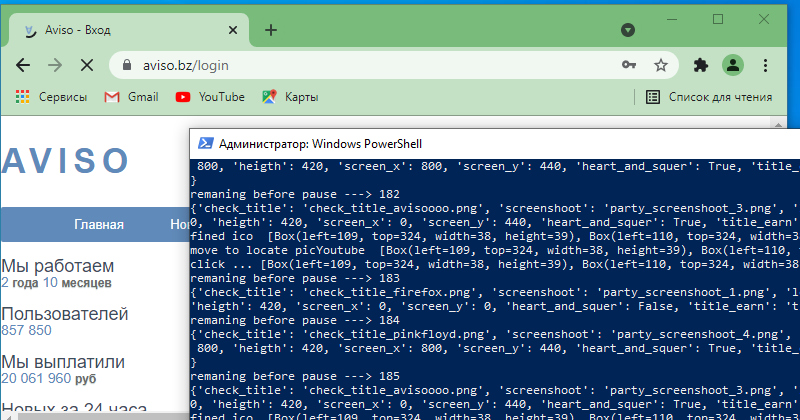 Aviso - Вход
aviso.bz/login
Сервисы
Gmail
YouTube
Карты
Список для чтения
AVISO
Главная
Но
Мы работаем
2 года 10 месяцев
Пользователей
857 850
Мы выплатили
20 061 960 руб
Новых за 24 часа
Администратор: Windows PowerShell
800, 'heigth': 420, 'screen_x': 800, 'screen_y': 440, 'heart_and_squer': True, 'title_
}
remaning before pause ---> 182
{'check_title': 'check_title_avisoooo.png', 'screenshoot': 'party_screenshoot_3.png', '
0, 'heigth': 420, 'screen_x': 0, 'screen_y': 440, 'heart_and_squer': True, 'title_earn'
fined ico  [Box(left=109, top=324, width=38, height=39), Box(left=110, top=324, width=3
move to locate picYoutube  [Box(left=109, top=324, width=38, height=39), Box(left=110,
click ... [Box(left=109, top=324, width=38, height=39), Box(left=110, top=324, width=38
remaning before pause ---> 183
{'check_title': 'check_title_firefox.png', 'screenshoot': 'party_screenshoot_1.png', 'l
'heigth': 420, 'screen_x': 0, 'screen_y': 0, 'heart_and_squer': False, 'title_earn': 't
remaning before pause ---> 184
{'check_title': 'check_title_pinkfloyd.png', 'screenshoot': 'party_screenshoot_4.png',
800, 'heigth': 420, 'screen_x': 800, 'screen_y': 440, 'heart_and_squer': True, 'title_
}
remaning before pause ---> 185
{'check_title': 'check_title_avisoooo.png', 'screenshoot': 'party_screenshoot_3.png', '
0, 'heigth': 420, 'screen_x': 0, 'screen_y': 440, 'heart_and_squer': True, 'title_earn'
fined ico  [Box(left=109, top=324, width=38, height=39), Box(left=110, top=324, width=3